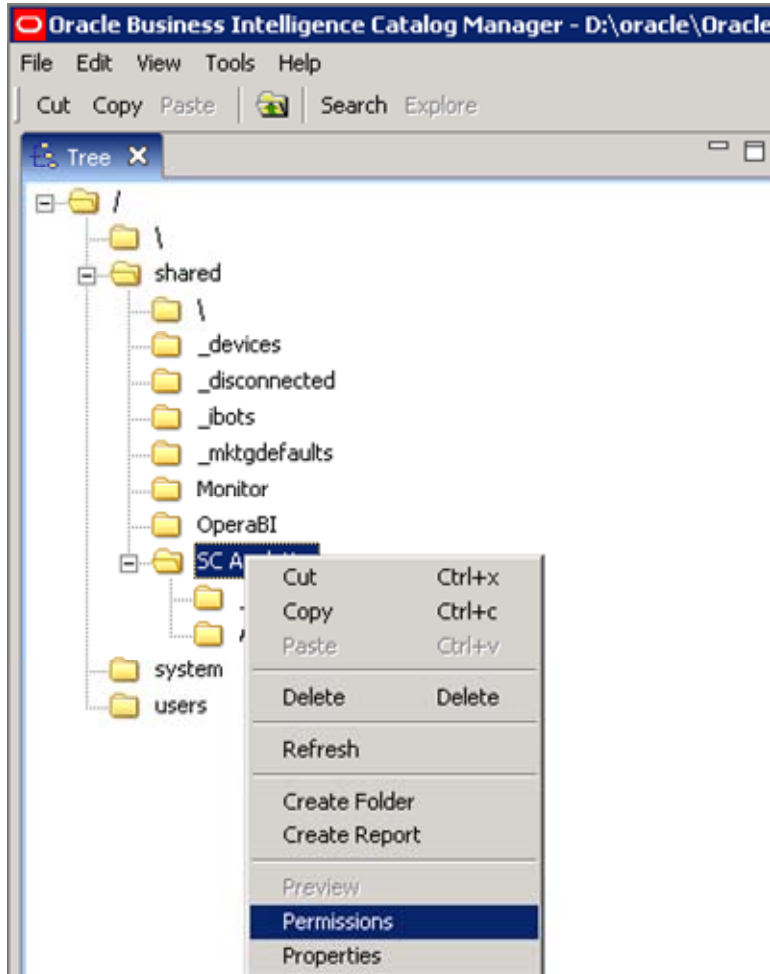 Oracle Business Intelligence Catalog Manager - D:\oracle\Oracle
File Edit View Tools Help
Cut Copy Paste Search Explore
Tree
/
\
shared
\
_devices
_disconnected
_ibots
_mktgdefaults
Monitor
OperaBI
SC
system
users
Cut Ctrl+x
Copy Ctrl+c
Paste Ctrl+v
Delete Delete
Refresh
Create Folder
Create Report
Preview
Permissions
Properties